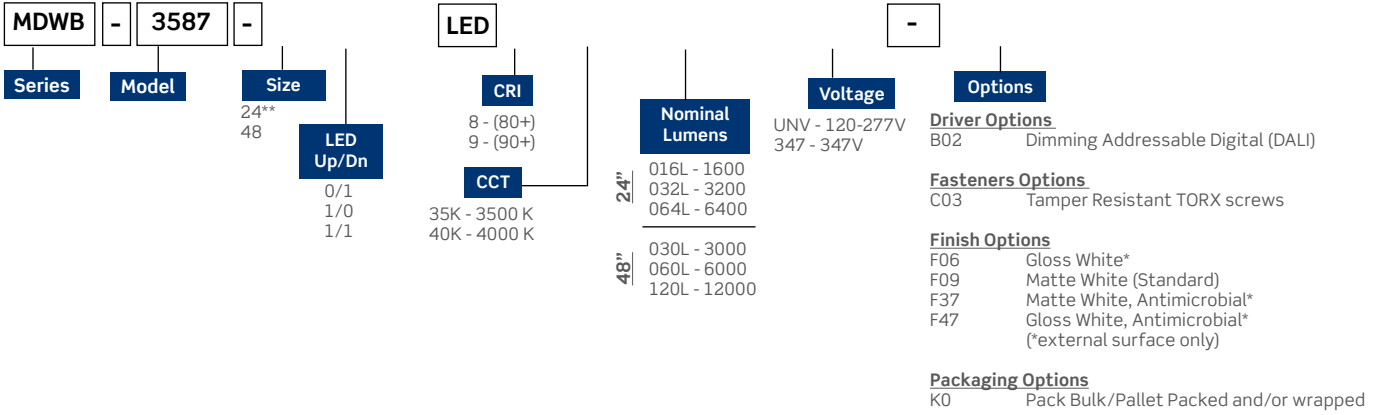 MDWB - 3587 - LED -
Series
Model
Size
24**
48
LED
Up/Dn
0/1
1/0
1/1
CRI
8 - (80+)
9 - (90+)
CCT
35K - 3500 K
40K - 4000 K
Nominal
Lumens
24”
016L - 1600
032L - 3200
064L - 6400
48”
030L - 3000
060L - 6000
120L - 12000
Voltage
UNV - 120-277V
347 - 347V
Options
Driver Options
B02 Dimming Addressable Digital (DALI)
Fasteners Options
C03 Tamper Resistant TORX screws
Finish Options
F06 Gloss White*
F09 Matte White (Standard)
F37 Matte White, Antimicrobial*
F47 Gloss White, Antimicrobial*
(*external surface only)
Packaging Options
K0 Pack Bulk/Pallet Packed and/or wrapped